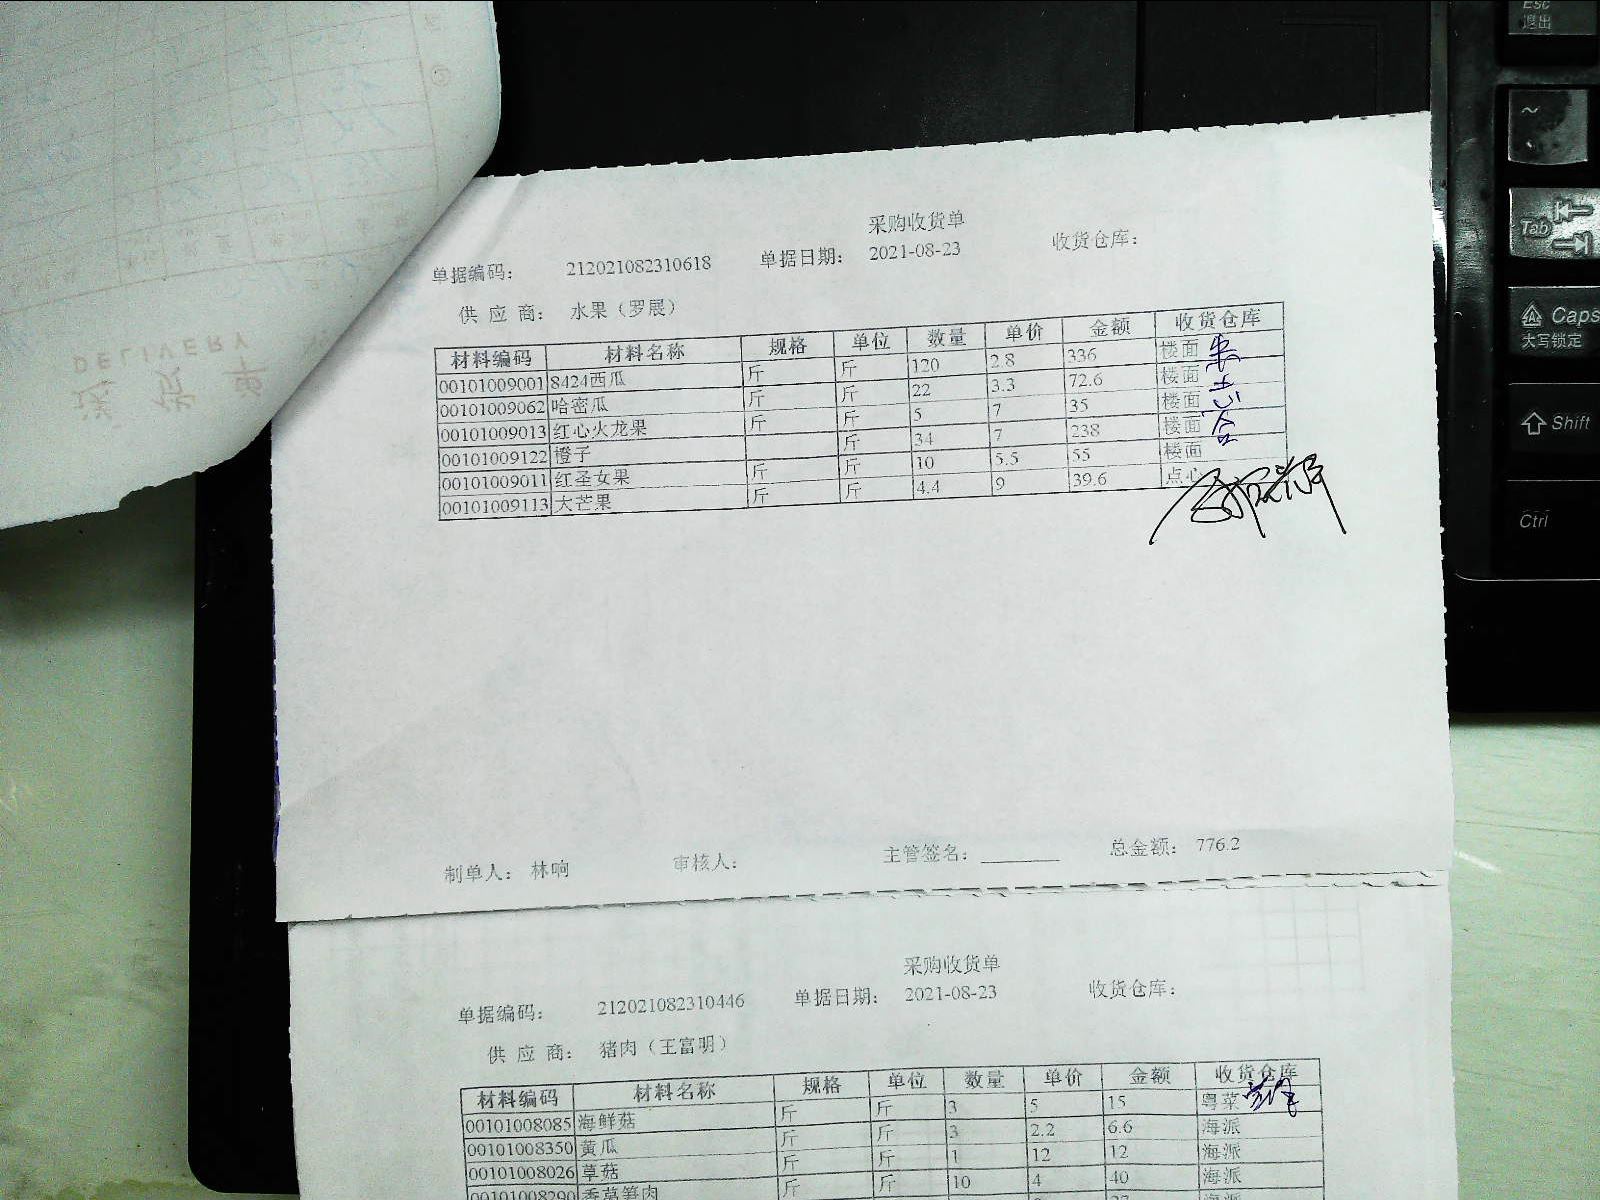 采购收货单
单据编码： 212021082310618 单据日期： 2021-08-23 收货仓库：
供 应 商： 水果（罗展）
材料编码 材料名称 规格 单位 数量 单价 金额 收货仓库
00101009001 8424西瓜 斤 斤 120 2.8 336 楼面
00101009062 哈密瓜 斤 斤 22 3.3 72.6 楼面
00101009013 红心火龙果 斤 斤 5 7 35 楼面
00101009122 橙子 斤 34 7 238 楼面
00101009011 红圣女果 斤 斤 10 5.5 55 楼面
00101009113 大芒果 斤 斤 4.4 9 39.6 点心
制单人： 林响 审核人： 主管签名： 总金额： 776.2
采购收货单
单据编码： 212021082310446 单据日期： 2021-08-23 收货仓库：
供 应 商： 猪肉（王富明）
材料编码 材料名称 规格 单位 数量 单价 金额 收货仓库
00101008085 海鲜菇 斤 斤 3 5 15 粤菜
00101008350 黄瓜 斤 斤 3 2.2 6.6 海派
00101008026 草菇 斤 斤 1 12 12 海派
00101008290 香莴笋肉 斤 斤 10 4 40 海派
DELIVERY
送 货 单
Esc
退出
~
Tab
Caps
大写锁定
Shift
Ctrl